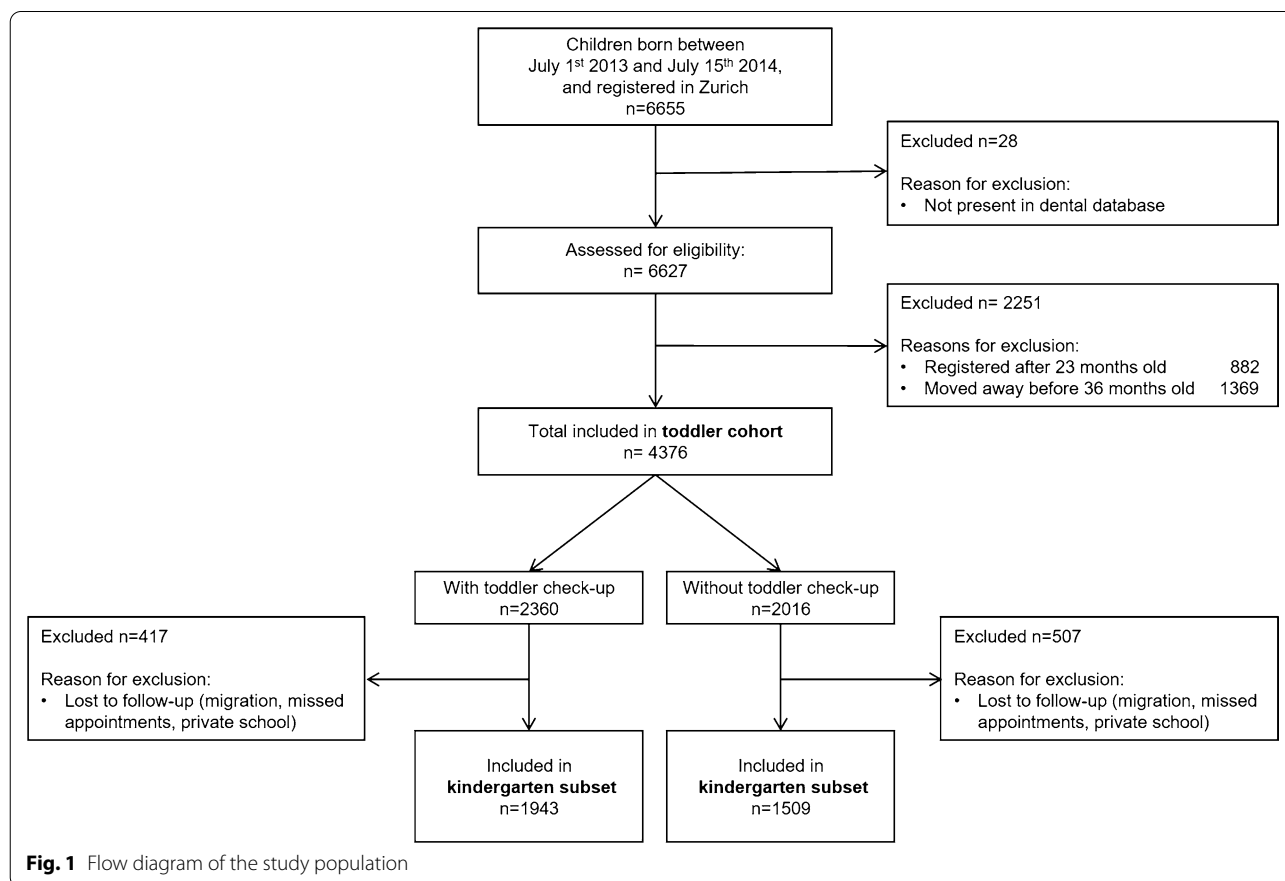 Children born between
July 1st 2013 and July 15th 2014,
and registered in Zurich
n=6655
Excluded n=28
Reason for exclusion:
• Not present in dental database
Assessed for eligibility:
n= 6627
Excluded n= 2251
Reasons for exclusion:
• Registered after 23 months old 882
• Moved away before 36 months old 1369
Total included in toddler cohort
n= 4376
With toddler check-up
n=2360
Without toddler check-up
n=2016
Excluded n=417
Reason for exclusion:
• Lost to follow-up (migration, missed
appointments, private school)
Excluded n=507
Reason for exclusion:
• Lost to follow-up (migration, missed
appointments, private school)
Included in
kindergarten subset
n=1943
Included in
kindergarten subset
n=1509
Fig. 1 Flow diagram of the study population